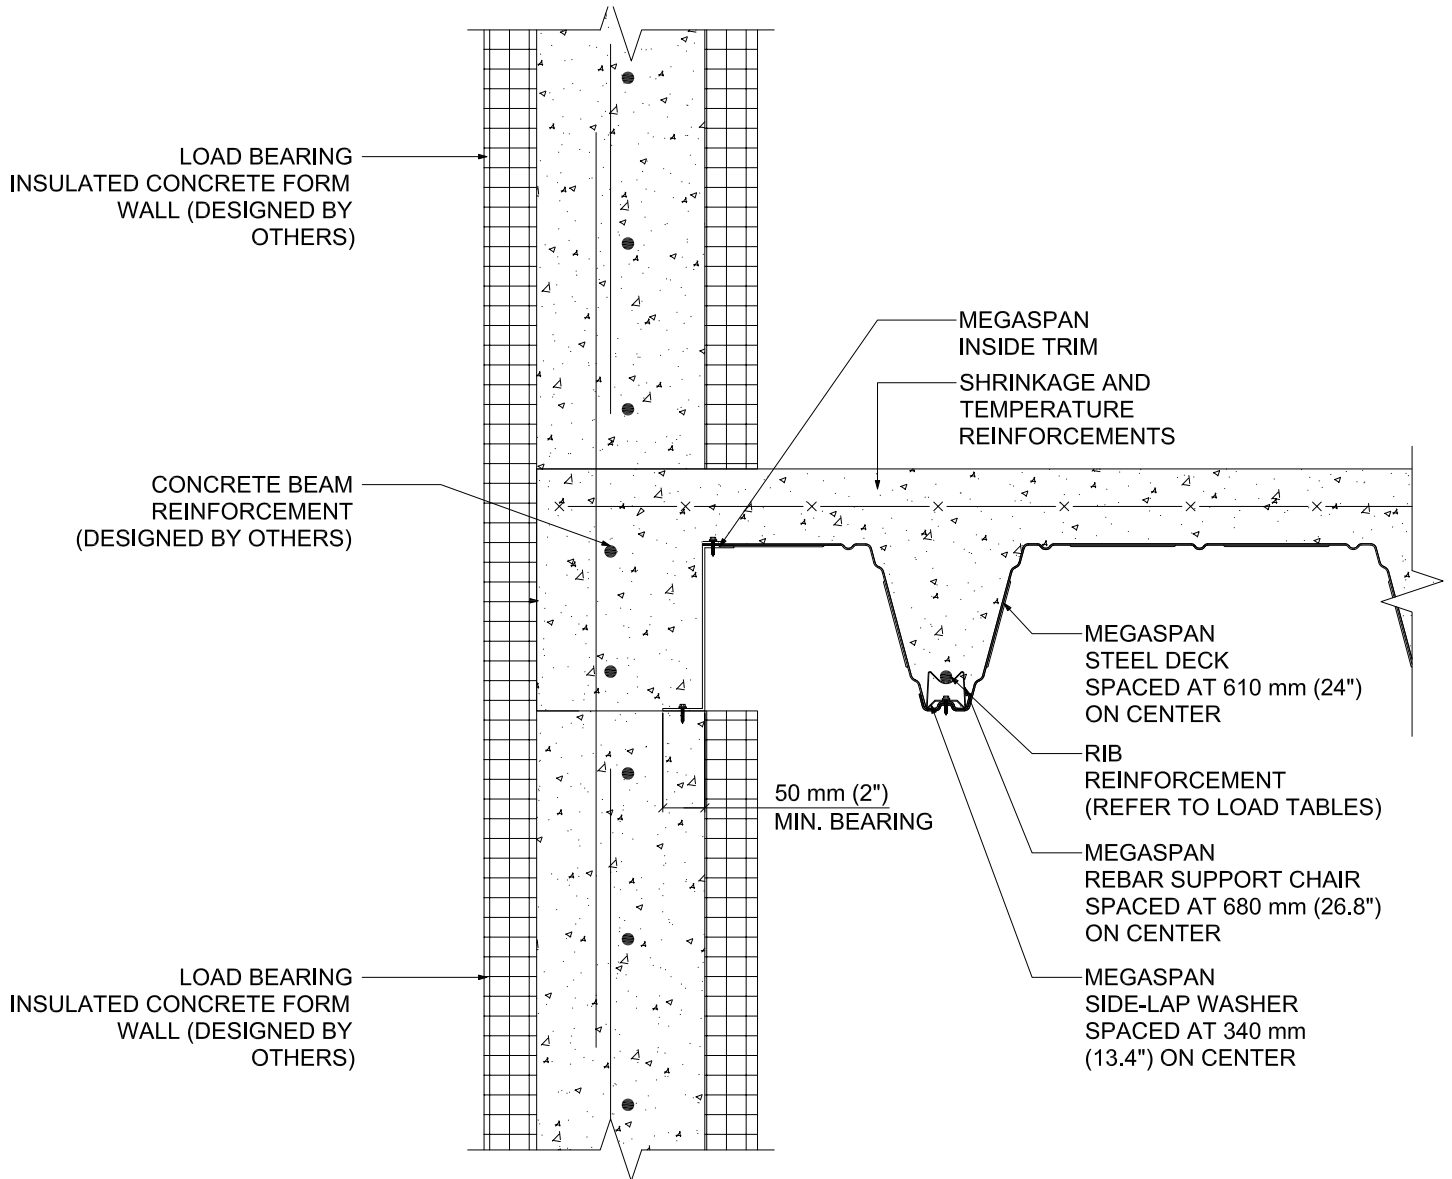 LOAD BEARING
INSULATED CONCRETE FORM
WALL (DESIGNED BY
OTHERS)
MEGASPAN
INSIDE TRIM
SHRINKAGE AND
TEMPERATURE
REINFORCEMENTS
CONCRETE BEAM
REINFORCEMENT
(DESIGNED BY OTHERS)
MEGASPAN
STEEL DECK
SPACED AT 610 mm (24")
ON CENTER
RIB
REINFORCEMENT
(REFER TO LOAD TABLES)
50 mm (2")
MIN. BEARING
MEGASPAN
REBAR SUPPORT CHAIR
SPACED AT 680 mm (26.8")
ON CENTER
LOAD BEARING
INSULATED CONCRETE FORM
WALL (DESIGNED BY
OTHERS)
MEGASPAN
SIDE-LAP WASHER
SPACED AT 340 mm
(13.4") ON CENTER